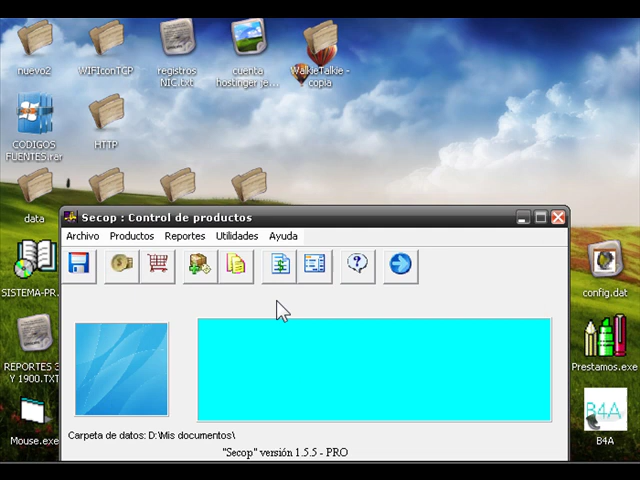 nuevo2
WIFIconTCP
registros
NIC.txt
cuenta
hostinger je...
WalkieTalkie -
copia
CODIGOS
FUENTES.rar
HTTP
data
Secop : Control de productos
Archivo Productos Reportes Utilidades Ayuda
SISTEMA-PR...
config.dat
REPORTES 3
Y 1900.TXT
Prestamos.exe
Mouse.exe
B4A
B4A
Carpeta de datos: D:\Mis documentos\
"Secop" versión 1.5.5 - PRO